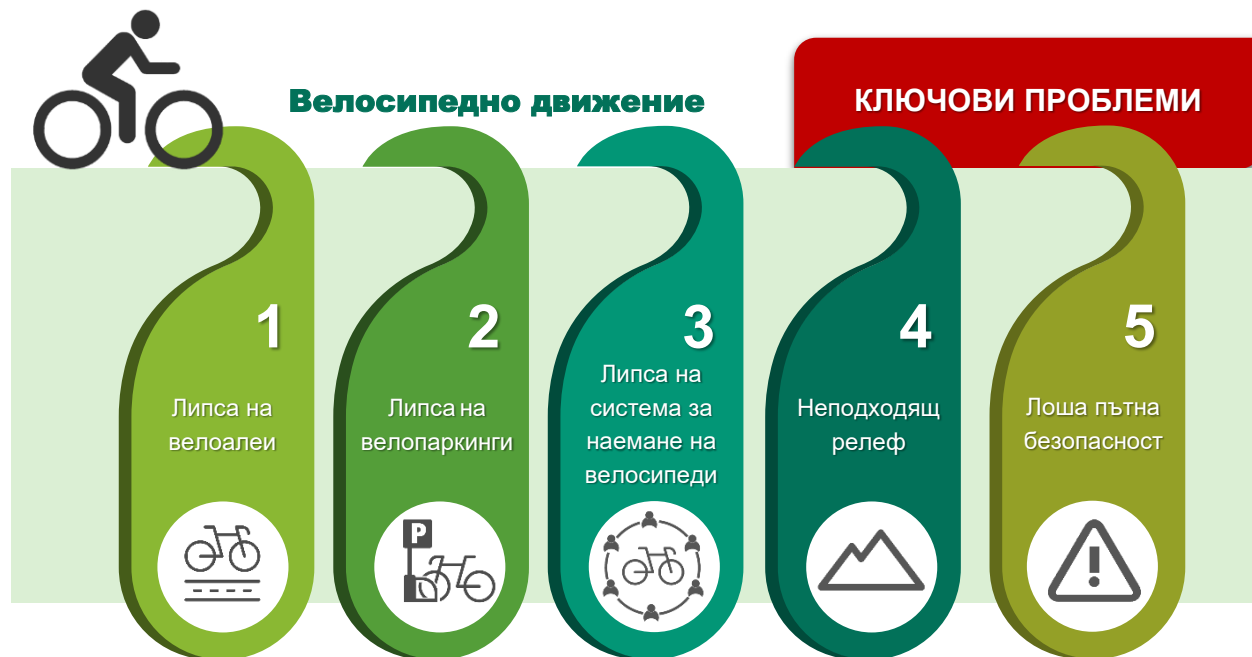 Велосипедно движение
КЛЮЧОВИ ПРОБЛЕМИ
1
Липса на
велоалеи
2
Липса на
велопаркинги
P
3
Липса на
система за
наемане на
велосипеди
4
Неподходящ
релеф
5
Лоша пътна
безопасност
!